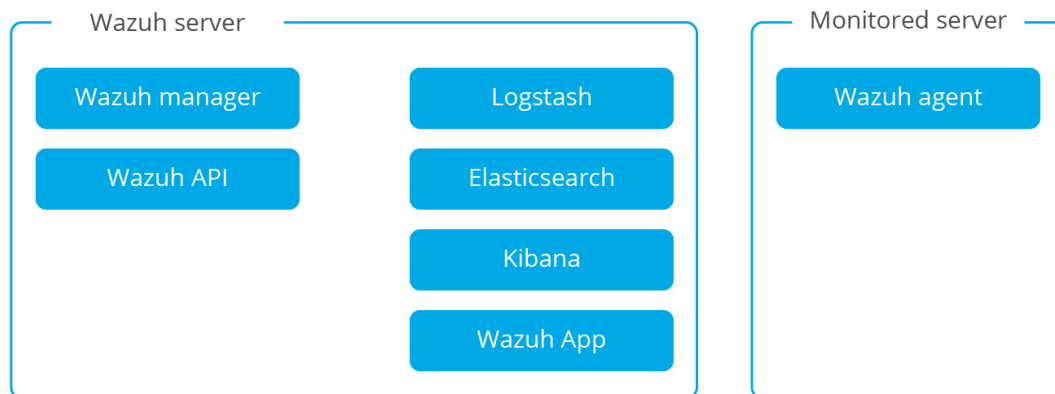 Wazuh server
Wazuh manager
Wazuh API
Logstash
Elasticsearch
Kibana
Wazuh App
Monitored server
Wazuh agent